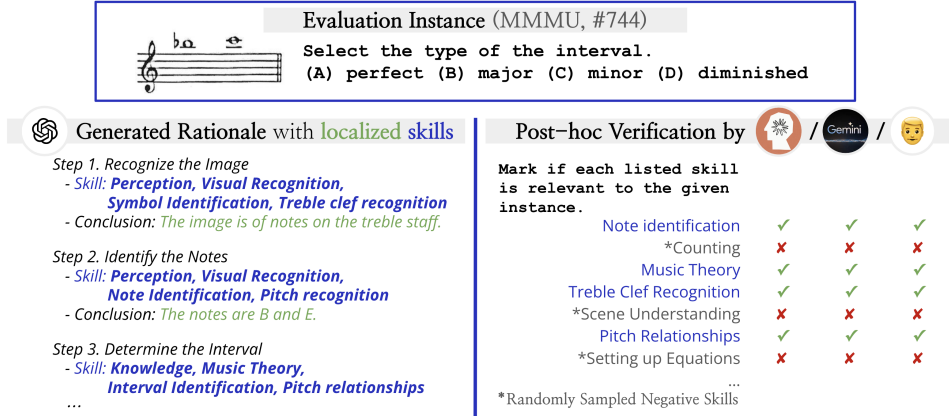 Evaluation Instance (MMMU, #744)
Select the type of the interval.
(A) perfect (B) major (C) minor (D) diminished
Generated Rationale with localized skills
Step 1. Recognize the Image
- Skill: Perception, Visual Recognition,
Symbol Identification, Treble clef recognition
- Conclusion: The image is of notes on the treble staff.
Step 2. Identify the Notes
- Skill: Perception, Visual Recognition,
Note Identification, Pitch recognition
- Conclusion: The notes are B and E.
Step 3. Determine the Interval
- Skill: Knowledge, Music Theory,
Interval Identification, Pitch relationships
...
Post-hoc Verification by / Gemini /
Mark if each listed skill
is relevant to the given
instance.
Note identification ✓ ✓ ✓
*Counting ✘ ✘ ✘
Music Theory ✓ ✓ ✓
Treble Clef Recognition ✓ ✓ ✓
*Scene Understanding ✘ ✘ ✘
Pitch Relationships ✓ ✓ ✓
*Setting up Equations ✘ ✘ ✘
...
*Randomly Sampled Negative Skills